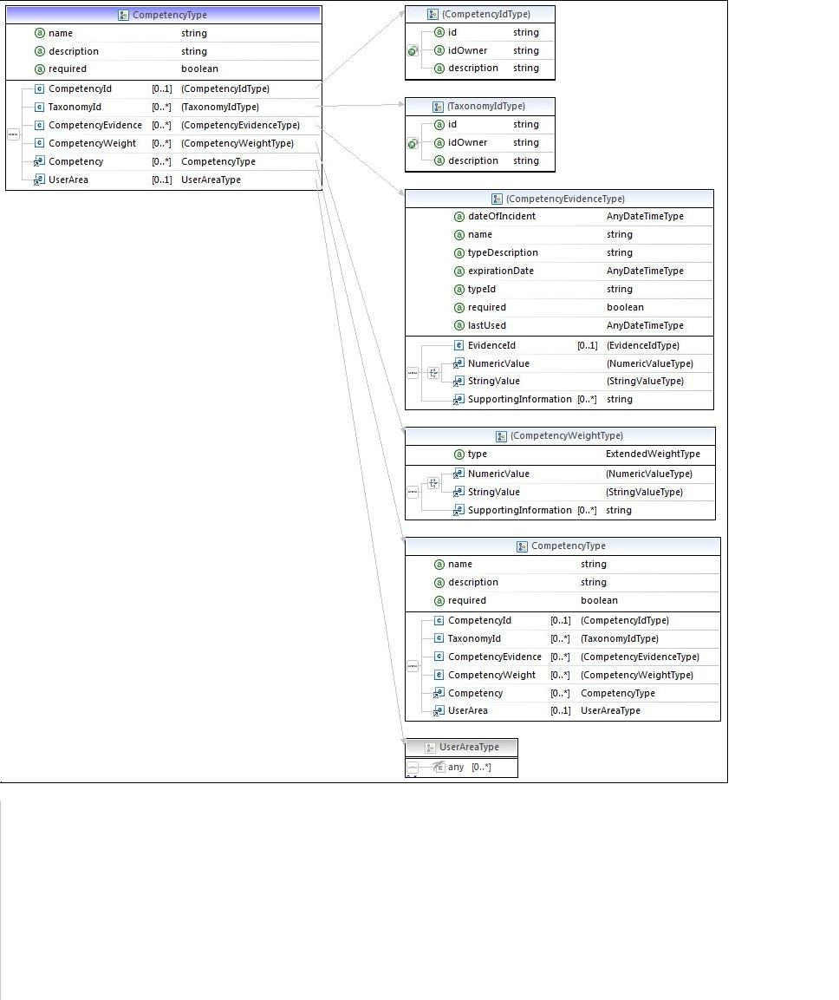 CompetencyType
name string
description string
required boolean
CompetencyId [0..1] (CompetencyIdType)
TaxonomyId [0..*] (TaxonomyIdType)
CompetencyEvidence [0..*] (CompetencyEvidenceType)
CompetencyWeight [0..*] (CompetencyWeightType)
Competency [0..*] CompetencyType
UserArea [0..1] UserAreaType
(CompetencyIdType)
id string
idOwner string
description string
(TaxonomyIdType)
id string
idOwner string
description string
(CompetencyEvidenceType)
dateOfIncident AnyDateTimeType
name string
typeDescription string
expirationDate AnyDateTimeType
typeId string
required boolean
lastUsed AnyDateTimeType
EvidenceId [0..1] (EvidenceIdType)
NumericValue (NumericValueType)
StringValue (StringValueType)
SupportingInformation [0..*] string
(CompetencyWeightType)
type ExtendedWeightType
NumericValue (NumericValueType)
StringValue (StringValueType)
SupportingInformation [0..*] string
CompetencyType
name string
description string
required boolean
CompetencyId [0..1] (CompetencyIdType)
TaxonomyId [0..*] (TaxonomyIdType)
CompetencyEvidence [0..*] (CompetencyEvidenceType)
CompetencyWeight [0..*] (CompetencyWeightType)
Competency [0..*] CompetencyType
UserArea [0..1] UserAreaType
UserAreaType
any [0..*]